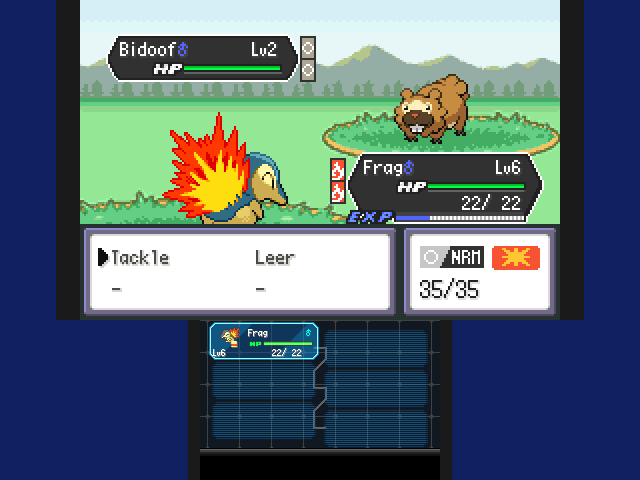 Bidoof♂ Lv2
HP
Frag♂ Lv6
HP
22/ 22
EXP
Tackle Leer
– –
NRM
35/35
Frag ♂
HP
Lv6 22/ 22